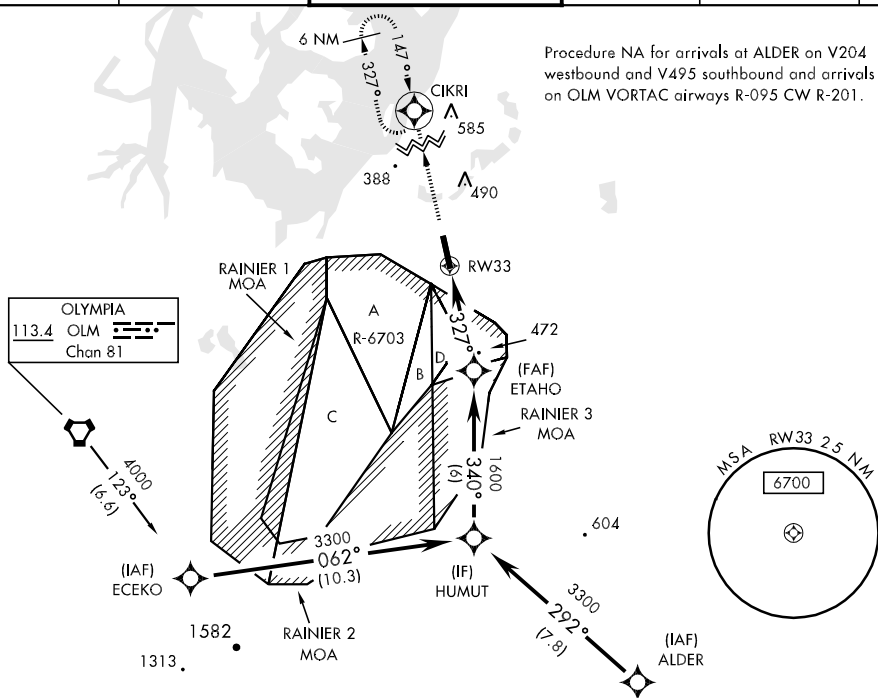 6 NM
147°
327°
CIKRI
585
388
490
Procedure NA for arrivals at ALDER on V204
westbound and V495 southbound and arrivals
on OLM VORTAC airways R-095 CW R-201.
RAINIER 1
MOA
A
R-6703
B
C
D
RW33
327°
472
(FAF)
ETAHO
RAINIER 3
MOA
OLYMPIA
113.4 OLM
Chan 81
4000
123°
(6.6)
1600
340°
(6)
3300
062°
(10.3)
(IAF)
ECEKO
(IF)
HUMUT
604
MSA RW33 25 NM
6700
3300
292°
(7.8)
(IAF)
ALDER
RAINIER 2
MOA
1582
1313